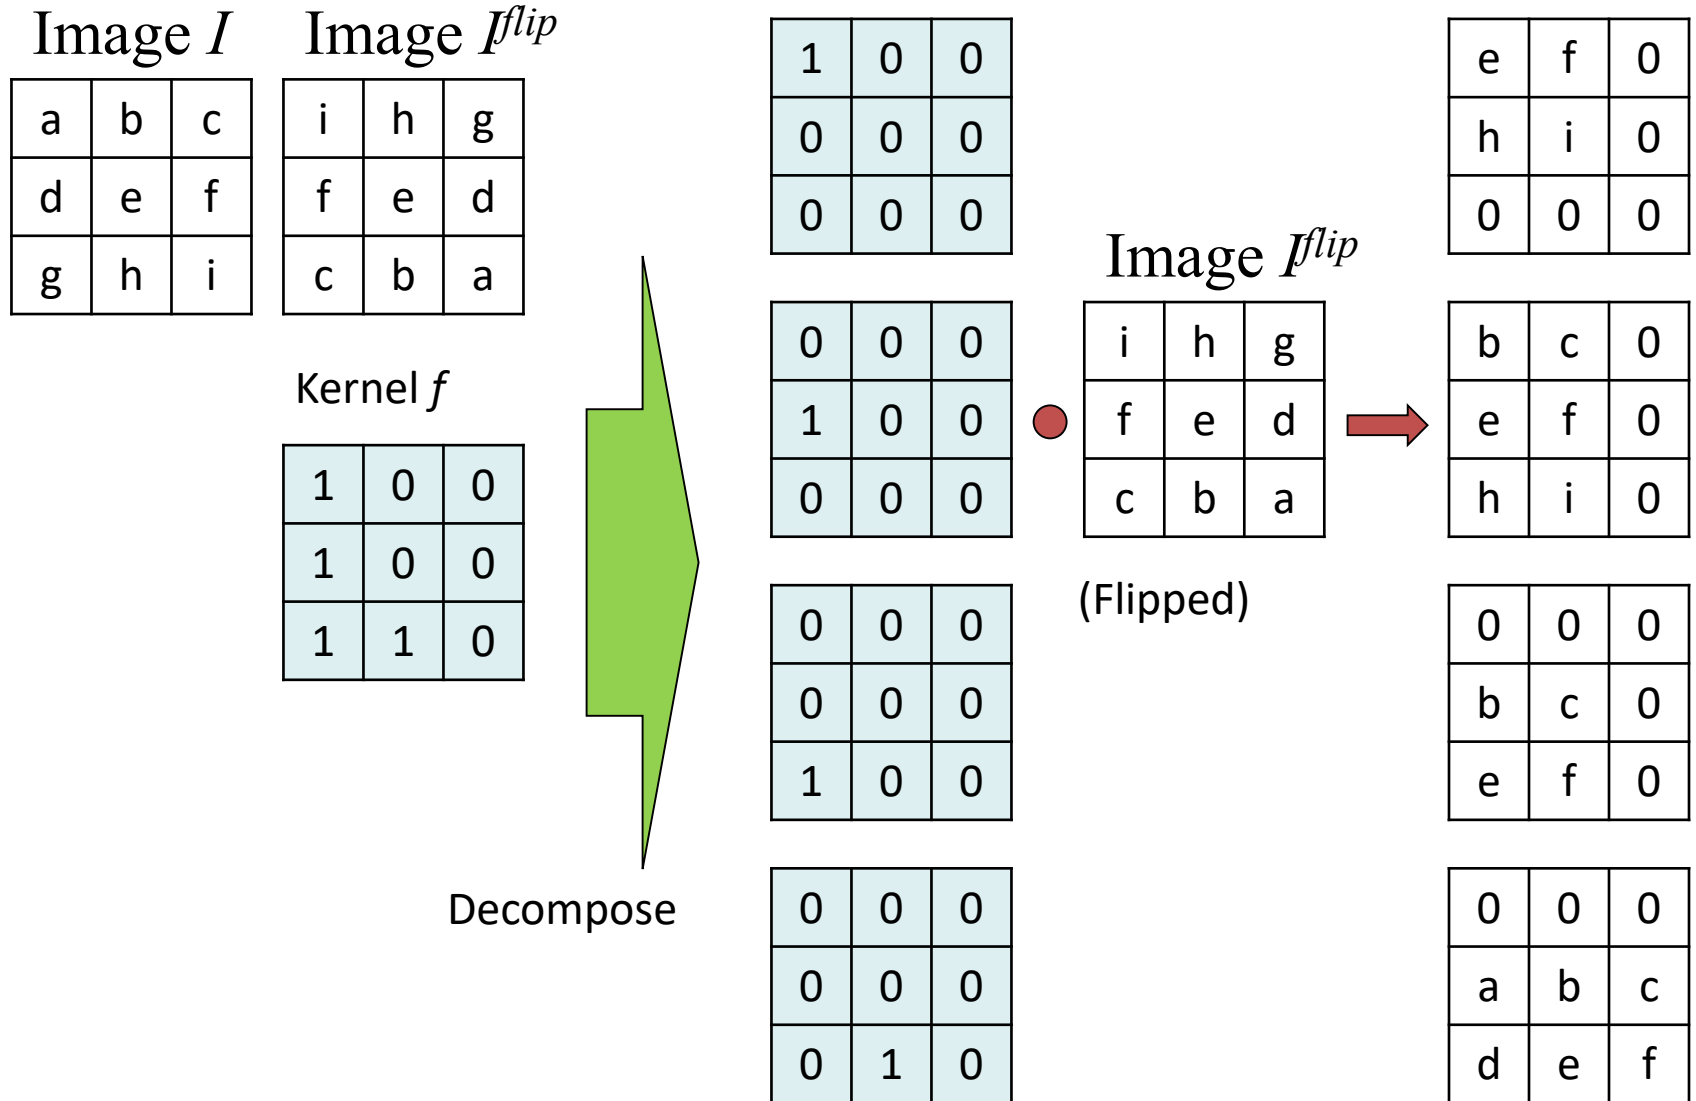 Image I Image I^flip
a b c
d e f
g h i
i h g
f e d
c b a
Kernel f
1 0 0
1 0 0
1 1 0
Decompose
1 0 0
0 0 0
0 0 0
0 0 0
1 0 0
0 0 0
0 0 0
0 0 0
1 0 0
0 0 0
0 0 0
0 1 0
Image I^flip
i h g
f e d
c b a
(Flipped)
e f 0
h i 0
0 0 0
b c 0
e f 0
h i 0
0 0 0
b c 0
e f 0
0 0 0
a b c
d e f